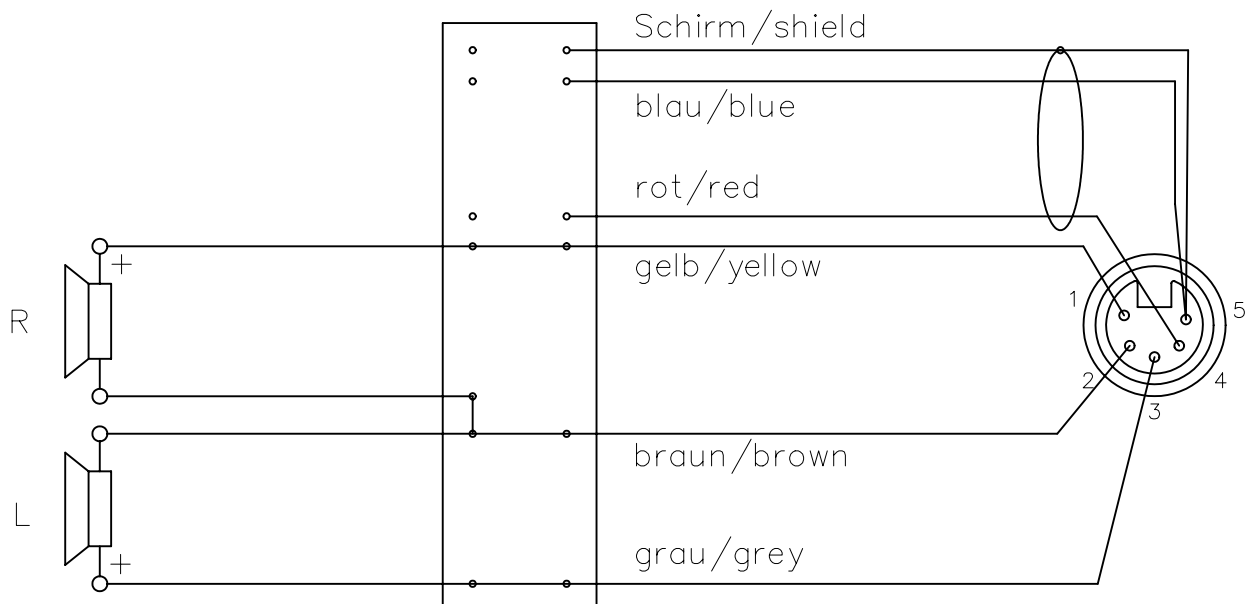 Schirm/shield
blau/blue
rot/red
gelb/yellow
+
R
1
5
2
4
3
braun/brown
L
grau/grey
+